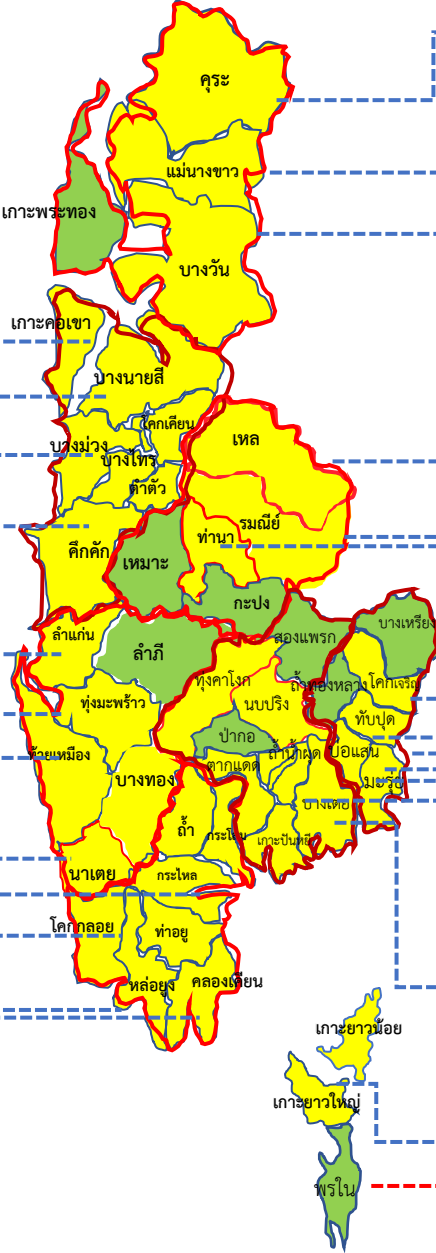 คุระ
แม่นางขาว
เกาะพระทอง
บางวัน
เกาะคอเขา
บางนายสี
โคกเคียน
บางม่วง
บางไทร
ตำตัว
เหล
รมณีย์
ท่านา
คึกคัก
เหมาะ
กะปง
ลำแก่น
ลำภี
สองแพรก
บางเหรียง
ทุ่งมะพร้าว
ทุงคาโงก
ถ้ำทองหลาง
โคกเจริญ
นบปริง
ทับปุด
ป่ากอ
ถ้ำน้ำผุด
บ่อแสน
ท้ายเหมือง
ตากแดด
บางทอง
มะรุ่ย
บางเตย
ถ้ำ
กระโสม
เกาะปันหยี
นาเตย
กระไหล
โคกกลอย
ท่าอยู่
หล่อยูง
คลองเคียน
เกาะยาวน้อย
เกาะยาวใหญ่
พรุใน